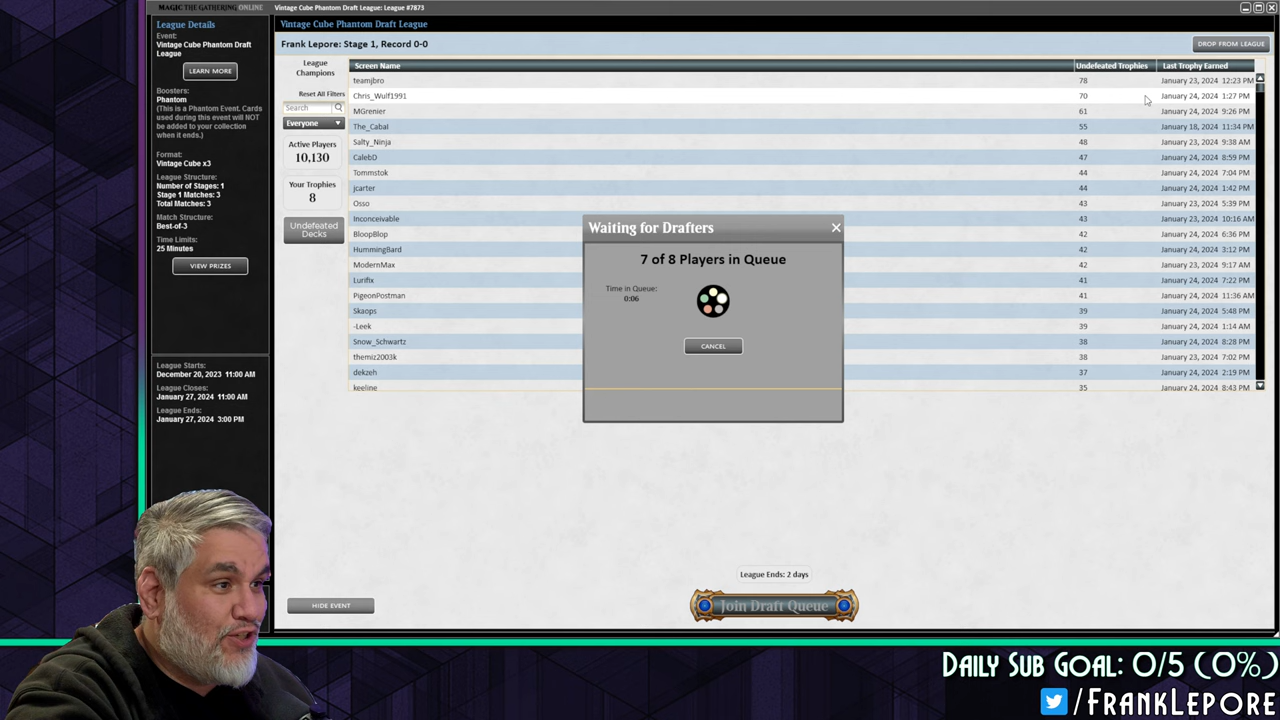 MAGIC THE GATHERING ONLINE
Vintage Cube Phantom Draft League: League #7873
League Details
Event:
Vintage Cube Phantom Draft
League
LEARN MORE
Boosters:
Phantom
(This is a Phantom Event. Cards
used during this event will NOT
be added to your collection
when it ends.)
Format:
Vintage Cube x3
League Structure:
Number of Stages: 1
Stage 1 Matches: 3
Total Matches: 3
Match Structure:
Best-of-3
Time Limits:
25 Minutes
VIEW PRIZES
League Starts:
December 20, 2023 11:00 AM
League Closes:
January 27, 2024 11:00 AM
League Ends:
January 27, 2024 3:00 PM
Vintage Cube Phantom Draft League
Frank Lepore: Stage 1, Record 0-0
DROP FROM LEAGUE
League
Champions
Reset All Filters
Search
Everyone
Active Players
10,130
Your Trophies
8
Undefeated
Decks
Screen Name Undefeated Trophies Last Trophy Earned
teamjbro 78 January 23, 2024 12:23 PM
Chris_Wulf1991 70 January 24, 2024 1:27 PM
MGrenier 61 January 24, 2024 9:26 PM
The_Cabal 55 January 18, 2024 11:34 PM
Salty_Ninja 48 January 23, 2024 9:38 AM
CalebD 47 January 24, 2024 8:59 PM
Tommstok 44 January 24, 2024 7:04 PM
jcarter 44 January 24, 2024 1:42 PM
Osso 43 January 23, 2024 5:39 PM
Inconceivable 43 January 23, 2024 10:16 AM
BloopBlop 42 January 24, 2024 6:36 PM
HummingBard 42 January 24, 2024 3:12 PM
ModernMax 42 January 23, 2024 9:17 AM
Lurifix 41 January 24, 2024 7:22 PM
PigeonPostman 41 January 24, 2024 11:36 AM
Skaops 39 January 24, 2024 5:48 PM
-Leek 39 January 24, 2024 1:14 AM
Snow_Schwartz 38 January 24, 2024 8:28 PM
themiz2003k 38 January 23, 2024 7:02 PM
dekzeh 37 January 24, 2024 2:19 PM
keeline 35 January 24, 2024 8:43 PM
Waiting for Drafters
7 of 8 Players in Queue
Time in Queue:
0:06
CANCEL
League Ends: 2 days
HIDE EVENT
Join Draft Queue
DAILY SUB GOAL: 0/5 (0%)
/FRANKLEPORE